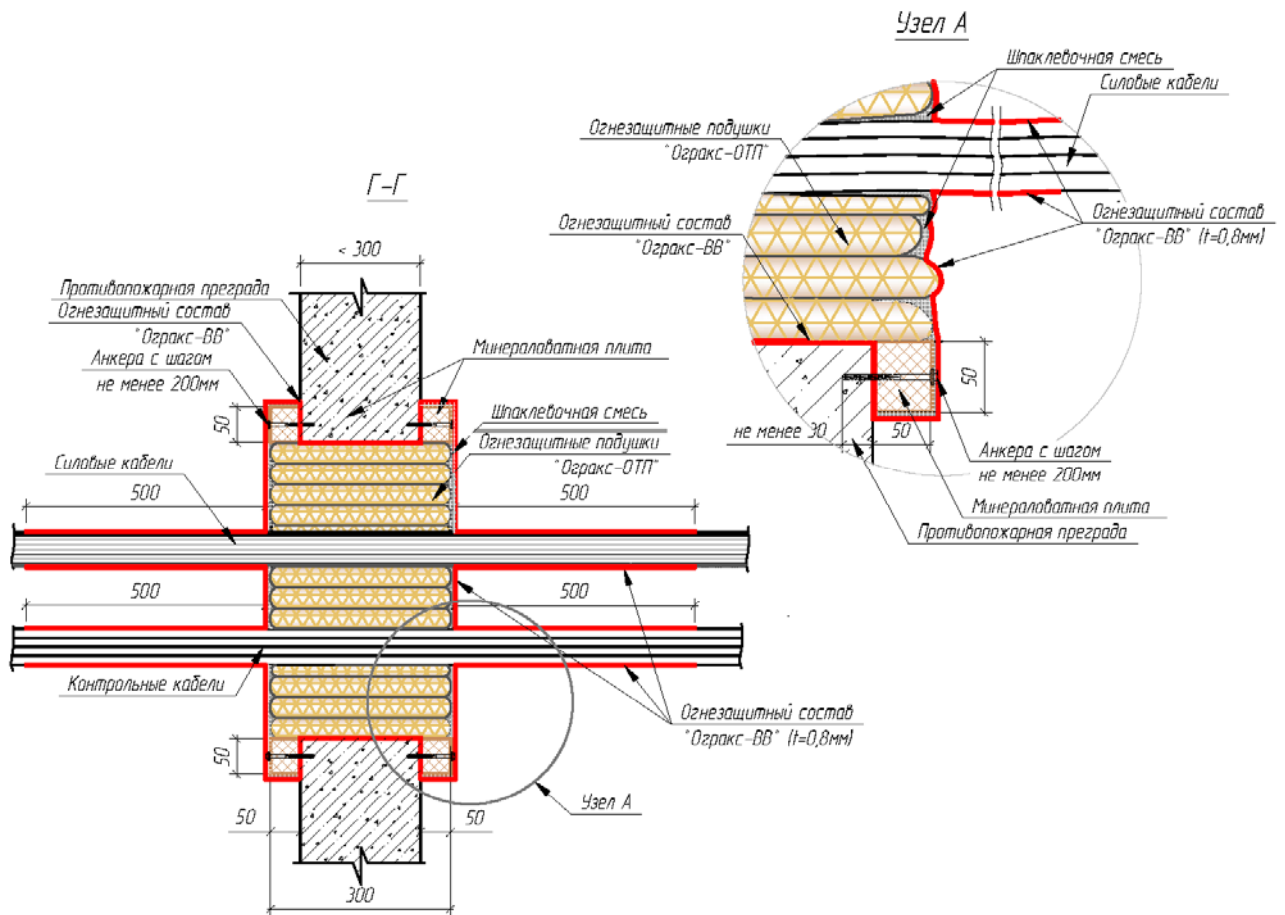 Узел А
Шпаклевочная смесь
Силовые кабели
Огнезащитные подушки
"Огракс-ОТП"
Огнезащитный состав
"Огракс-ВВ"
Огнезащитный состав
"Огракс-ВВ" (t=0,8мм)
50
не менее 30
50
Анкера с шагом
не менее 200мм
Минераловатная плита
Противопожарная преграда
Г-Г
< 300
Противопожарная преграда
Огнезащитный состав
"Огракс-ВВ"
Анкера с шагом
не менее 200мм
Минераловатная плита
50
Шпаклевочная смесь
Огнезащитные подушки
"Огракс-ОТП"
Силовые кабели
500
500
500
500
Контрольные кабели
Огнезащитный состав
"Огракс-ВВ" (t=0,8мм)
50
Узел А
50
50
300